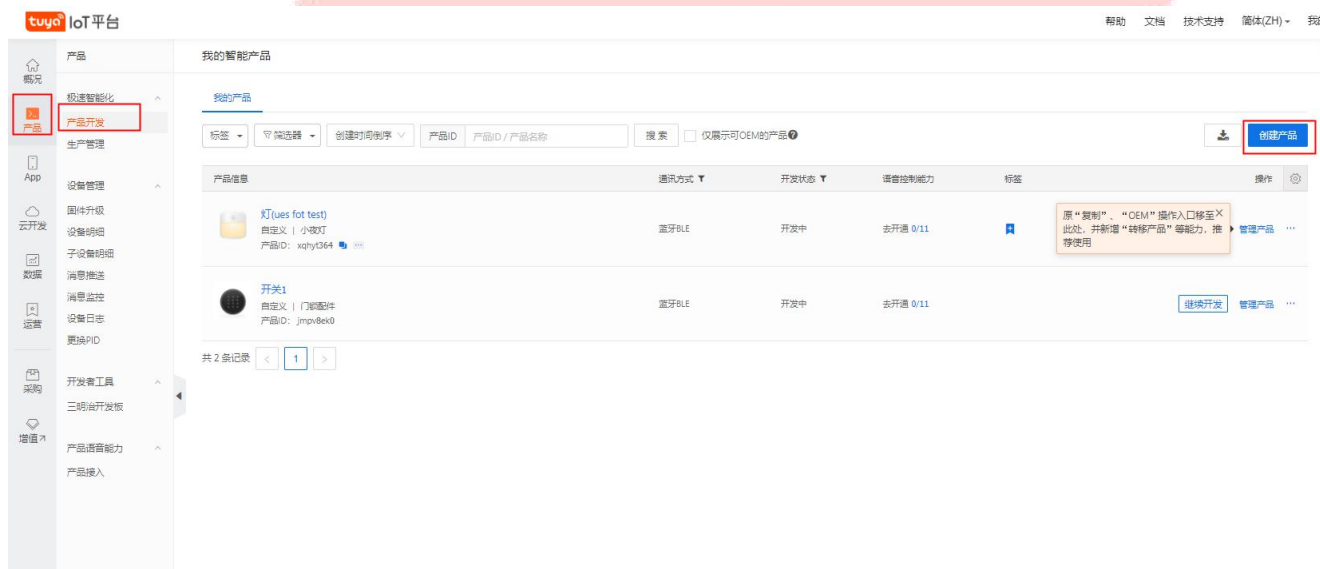 tuya IoT平台
帮助 文档 技术支持 简体(ZH)
概况
产品
App
云开发
数据
运营
采购
增值
产品
极速智能化
产品开发
生产管理
设备管理
固件升级
设备明细
子设备明细
消息推送
消息监控
设备日志
更换PID
开发者工具
三明治开发板
产品语音能力
产品接入
我的智能产品
我的产品
标签 筛选器 创建时间倒序 产品ID 产品ID / 产品名称 搜索 仅展示可OEM的产品 创建产品
产品信息 通讯方式 开发状态 语音控制能力 标签 操作
灯(ues fot test)
自定义 | 小夜灯
产品ID: xqhyt364
蓝牙BLE 开发中 去开通 0/11
原“复制”、“OEM”操作入口移至
此处，并新增“转移产品”等能力，推
荐使用
管理产品 ...
开关1
自定义 | 门锁配件
产品ID: jmpv8ek0
蓝牙BLE 开发中 去开通 0/11 继续开发 管理产品 ...
共 2 条记录 < 1 >